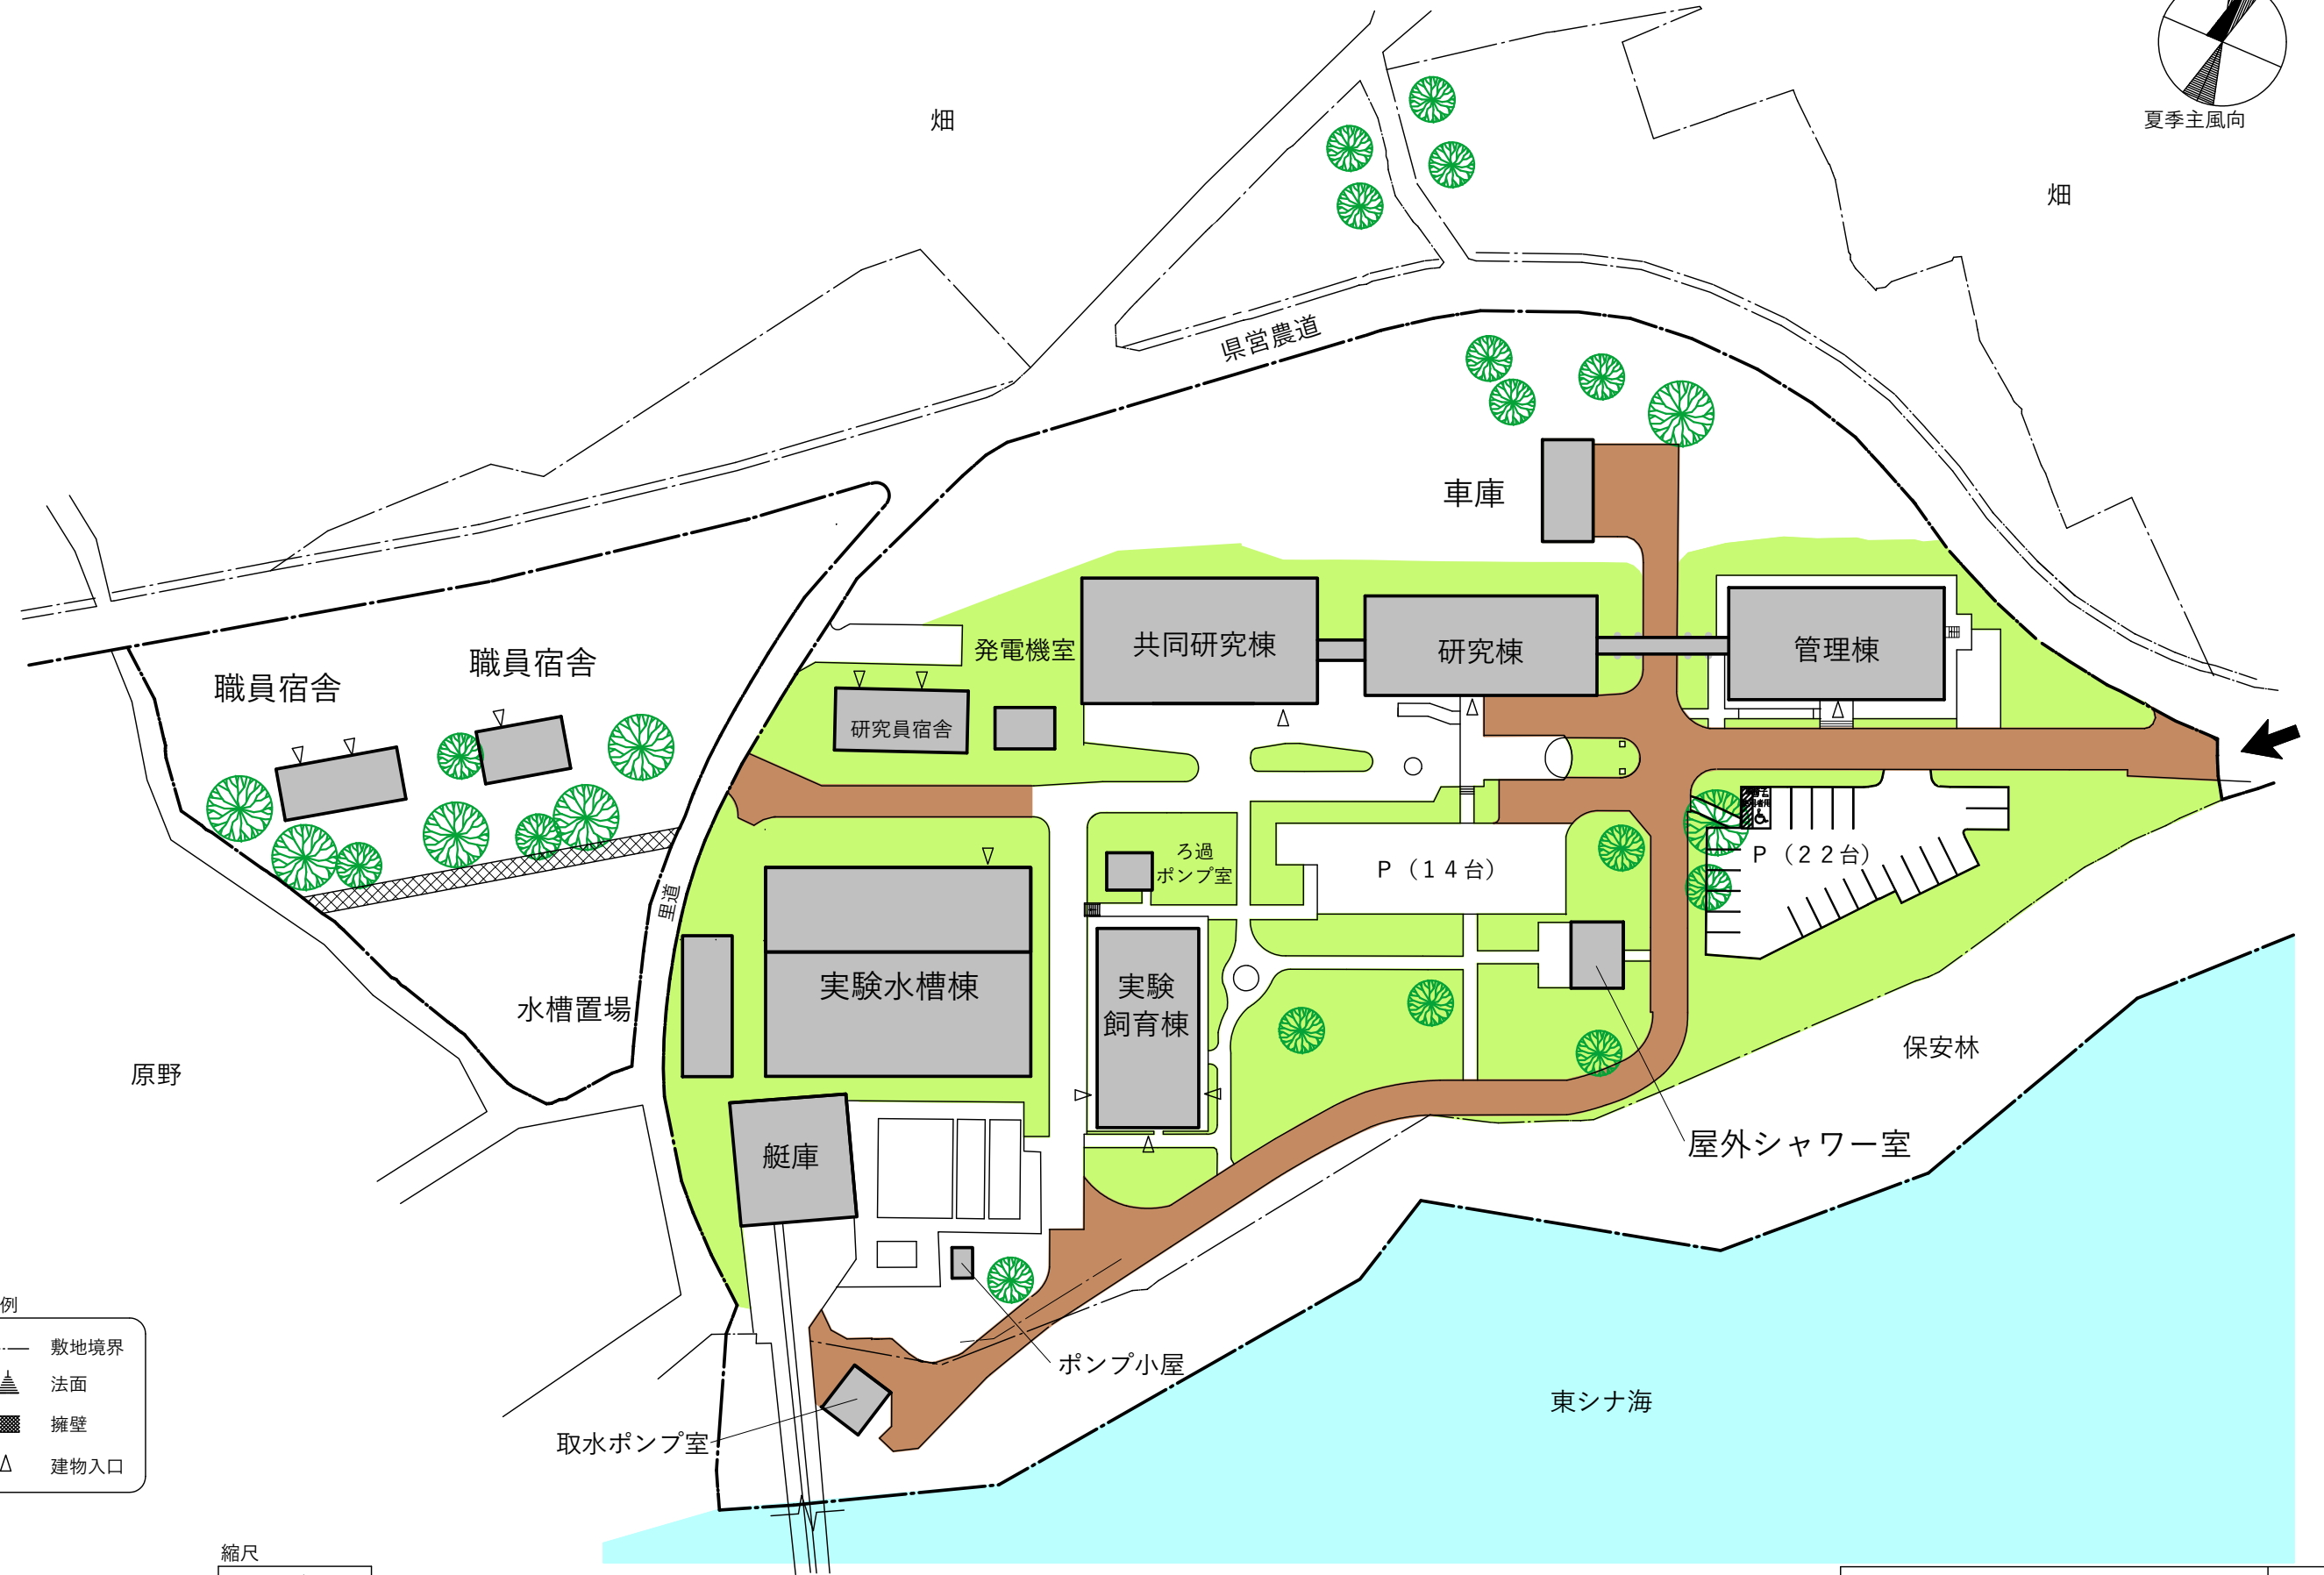 夏季主風向
畑
畑
県営農道
車庫
共同研究棟
研究棟
管理棟
発電機室
職員宿舎
職員宿舎
研究員宿舎
ろ過
ポンプ室
P（１４台）
P（２２台）
里道
実験水槽棟
実験
飼育棟
水槽置場
保安林
原野
屋外シャワー室
艇庫
例
敷地境界
法面
擁壁
建物入口
ポンプ小屋
取水ポンプ室
東シナ海
縮尺